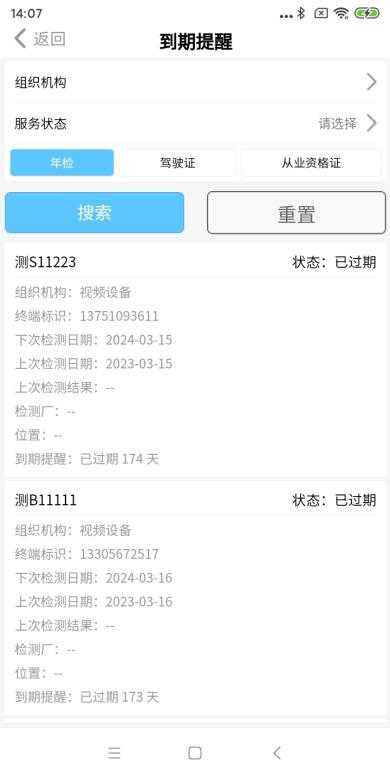 14:07
返回
到期提醒
组织机构
服务状态 请选择
年检 驾驶证 从业资格证
搜索 重置
测S11223 状态：已过期
组织机构：视频设备
终端标识：13751093611
下次检测日期：2024-03-15
上次检测日期：2023-03-15
上次检测结果：--
检测厂：--
位置：--
到期提醒：已过期 174 天
测B11111 状态：已过期
组织机构：视频设备
终端标识：13305672517
下次检测日期：2024-03-16
上次检测日期：2023-03-16
上次检测结果：--
检测厂：--
位置：--
到期提醒：已过期 173 天